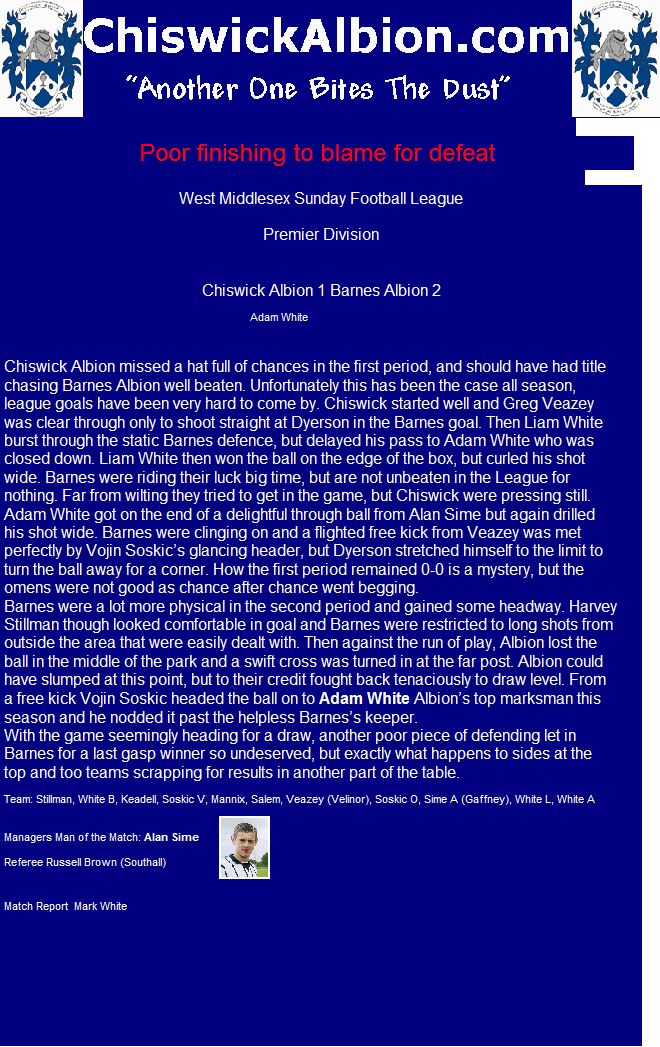 ChiswickAlbion.com
"Another One Bites The Dust"
Poor finishing to blame for defeat
West Middlesex Sunday Football League
Premier Division
Chiswick Albion 1 Barnes Albion 2
Adam White
Chiswick Albion missed a hat full of chances in the first period, and should have had title
chasing Barnes Albion well beaten. Unfortunately this has been the case all season,
league goals have been very hard to come by. Chiswick started well and Greg Veazey
was clear through only to shoot straight at Dyerson in the Barnes goal. Then Liam White
burst through the static Barnes defence, but delayed his pass to Adam White who was
closed down. Liam White then won the ball on the edge of the box, but curled his shot
wide. Barnes were riding their luck big time, but are not unbeaten in the League for
nothing. Far from wilting they tried to get in the game, but Chiswick were pressing still.
Adam White got on the end of a delightful through ball from Alan Sime but again drilled
his shot wide. Barnes were clinging on and a flighted free kick from Veazey was met
perfectly by Vojin Soskic's glancing header, but Dyerson stretched himself to the limit to
turn the ball away for a corner. How the first period remained 0-0 is a mystery, but the
omens were not good as chance after chance went begging.
Barnes were a lot more physical in the second period and gained some headway. Harvey
Stillman though looked comfortable in goal and Barnes were restricted to long shots from
outside the area that were easily dealt with. Then against the run of play, Albion lost the
ball in the middle of the park and a swift cross was turned in at the far post. Albion could
have slumped at this point, but to their credit fought back tenaciously to draw level. From
a free kick Vojin Soskic headed the ball on to Adam White Albion's top marksman this
season and he nodded it past the helpless Barnes's keeper.
With the game seemingly heading for a draw, another poor piece of defending let in
Barnes for a last gasp winner so undeserved, but exactly what happens to sides at the
top and too teams scrapping for results in another part of the table.
Team: Stillman, White B, Keadell, Soskic V, Mannix, Salem, Veazey (Velinor), Soskic O, Sime A (Gaffney), White L, White A
Managers Man of the Match: Alan Sime
Referee Russell Brown (Southall)
Match Report  Mark White